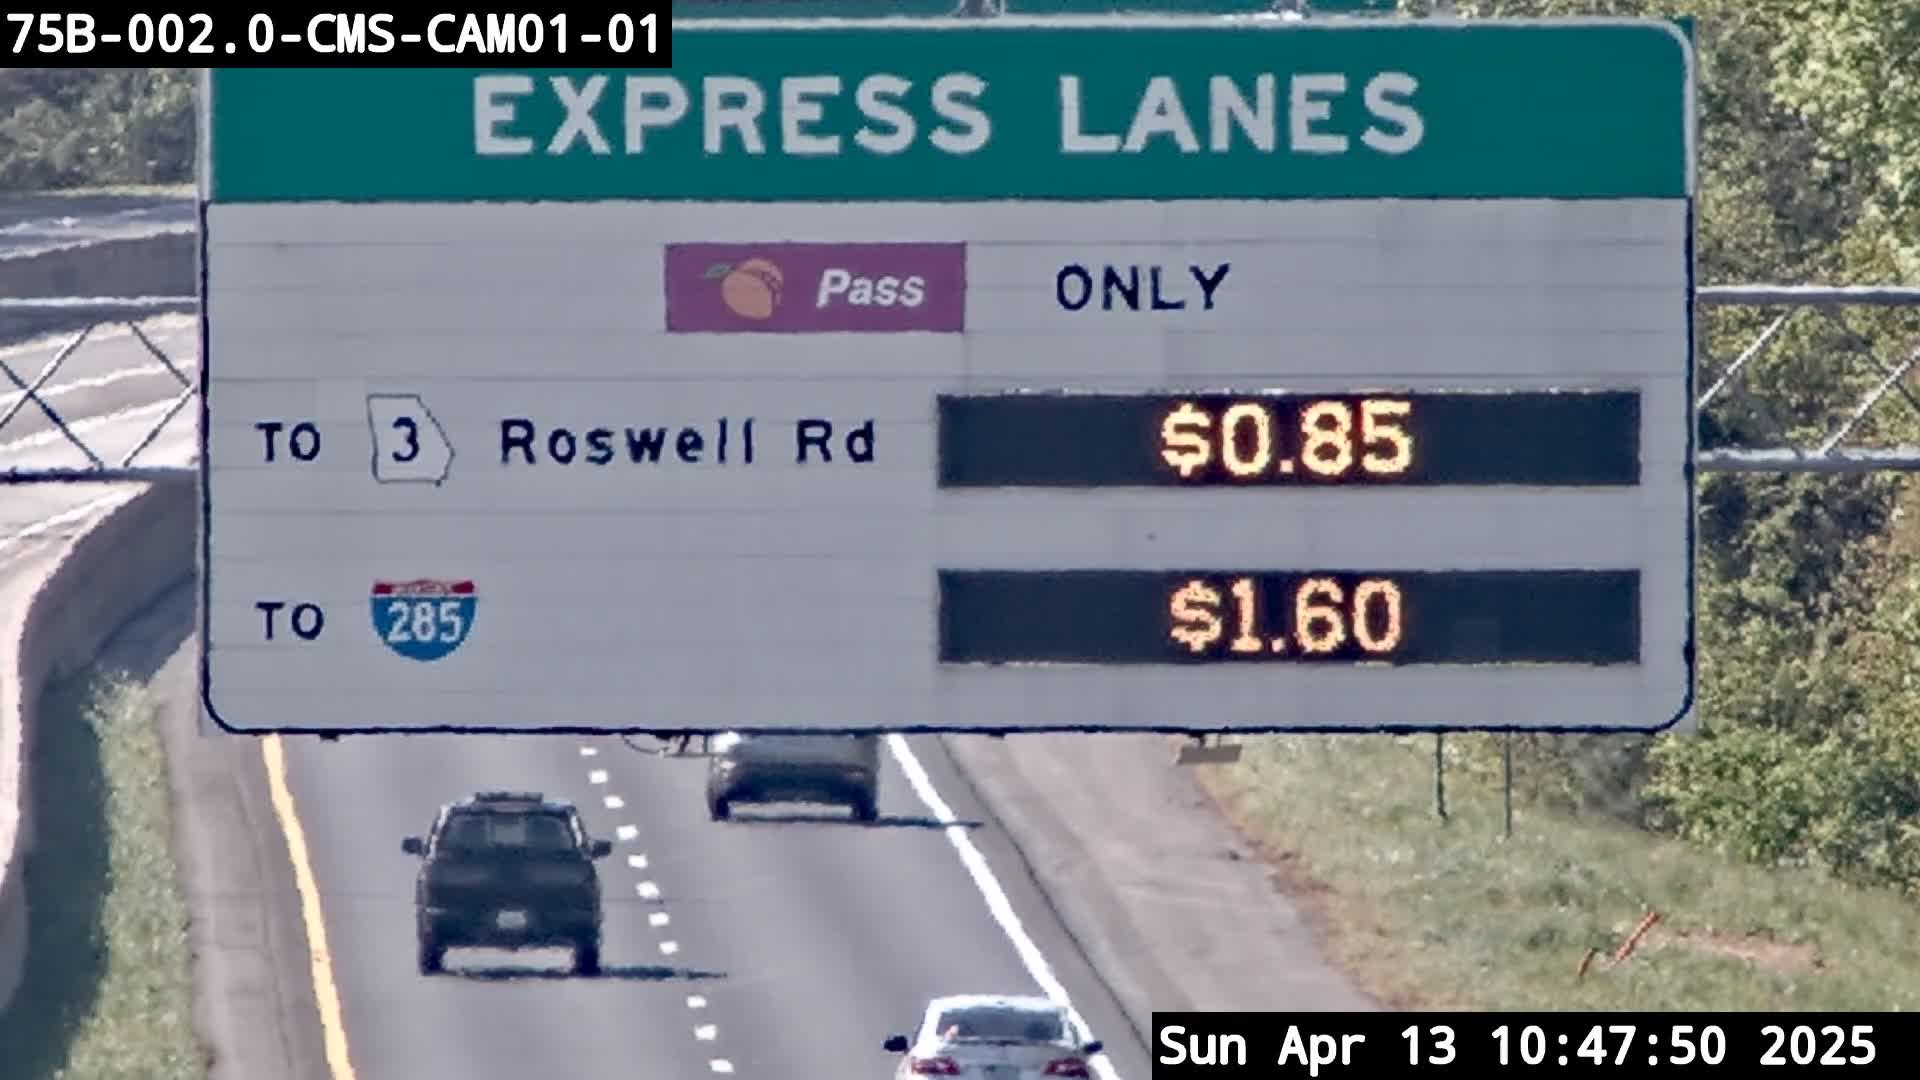 75B-002.0-CMS-CAM01-01
EXPRESS LANES
Pass ONLY
TO 3 Roswell Rd $0.85
TO 285 $1.60
Sun Apr 13 10:47:50 2025